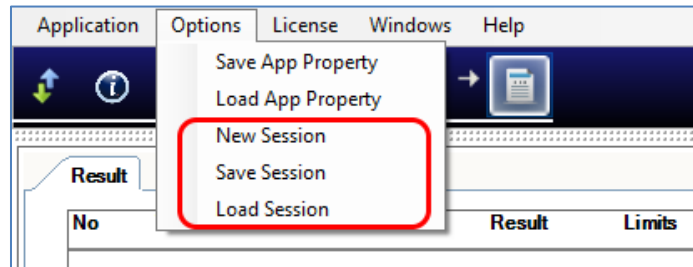 Application Options License Windows Help
Save App Property
Load App Property
New Session
Save Session
Load Session
Result
No Result Limits